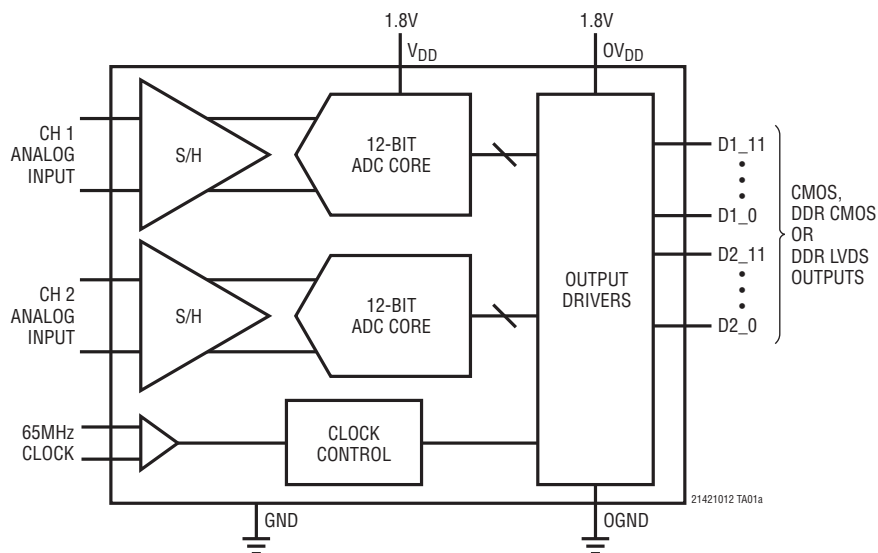 1.8V
1.8V
VDD
OVDD
CH 1
ANALOG
INPUT
S/H
12-BIT
ADC CORE
D1_11
D1_0
CMOS,
DDR CMOS
OR
DDR LVDS
OUTPUTS
D2_11
D2_0
OUTPUT
DRIVERS
CH 2
ANALOG
INPUT
S/H
12-BIT
ADC CORE
65MHz
CLOCK
CLOCK
CONTROL
GND
OGND
21421012 TA01a